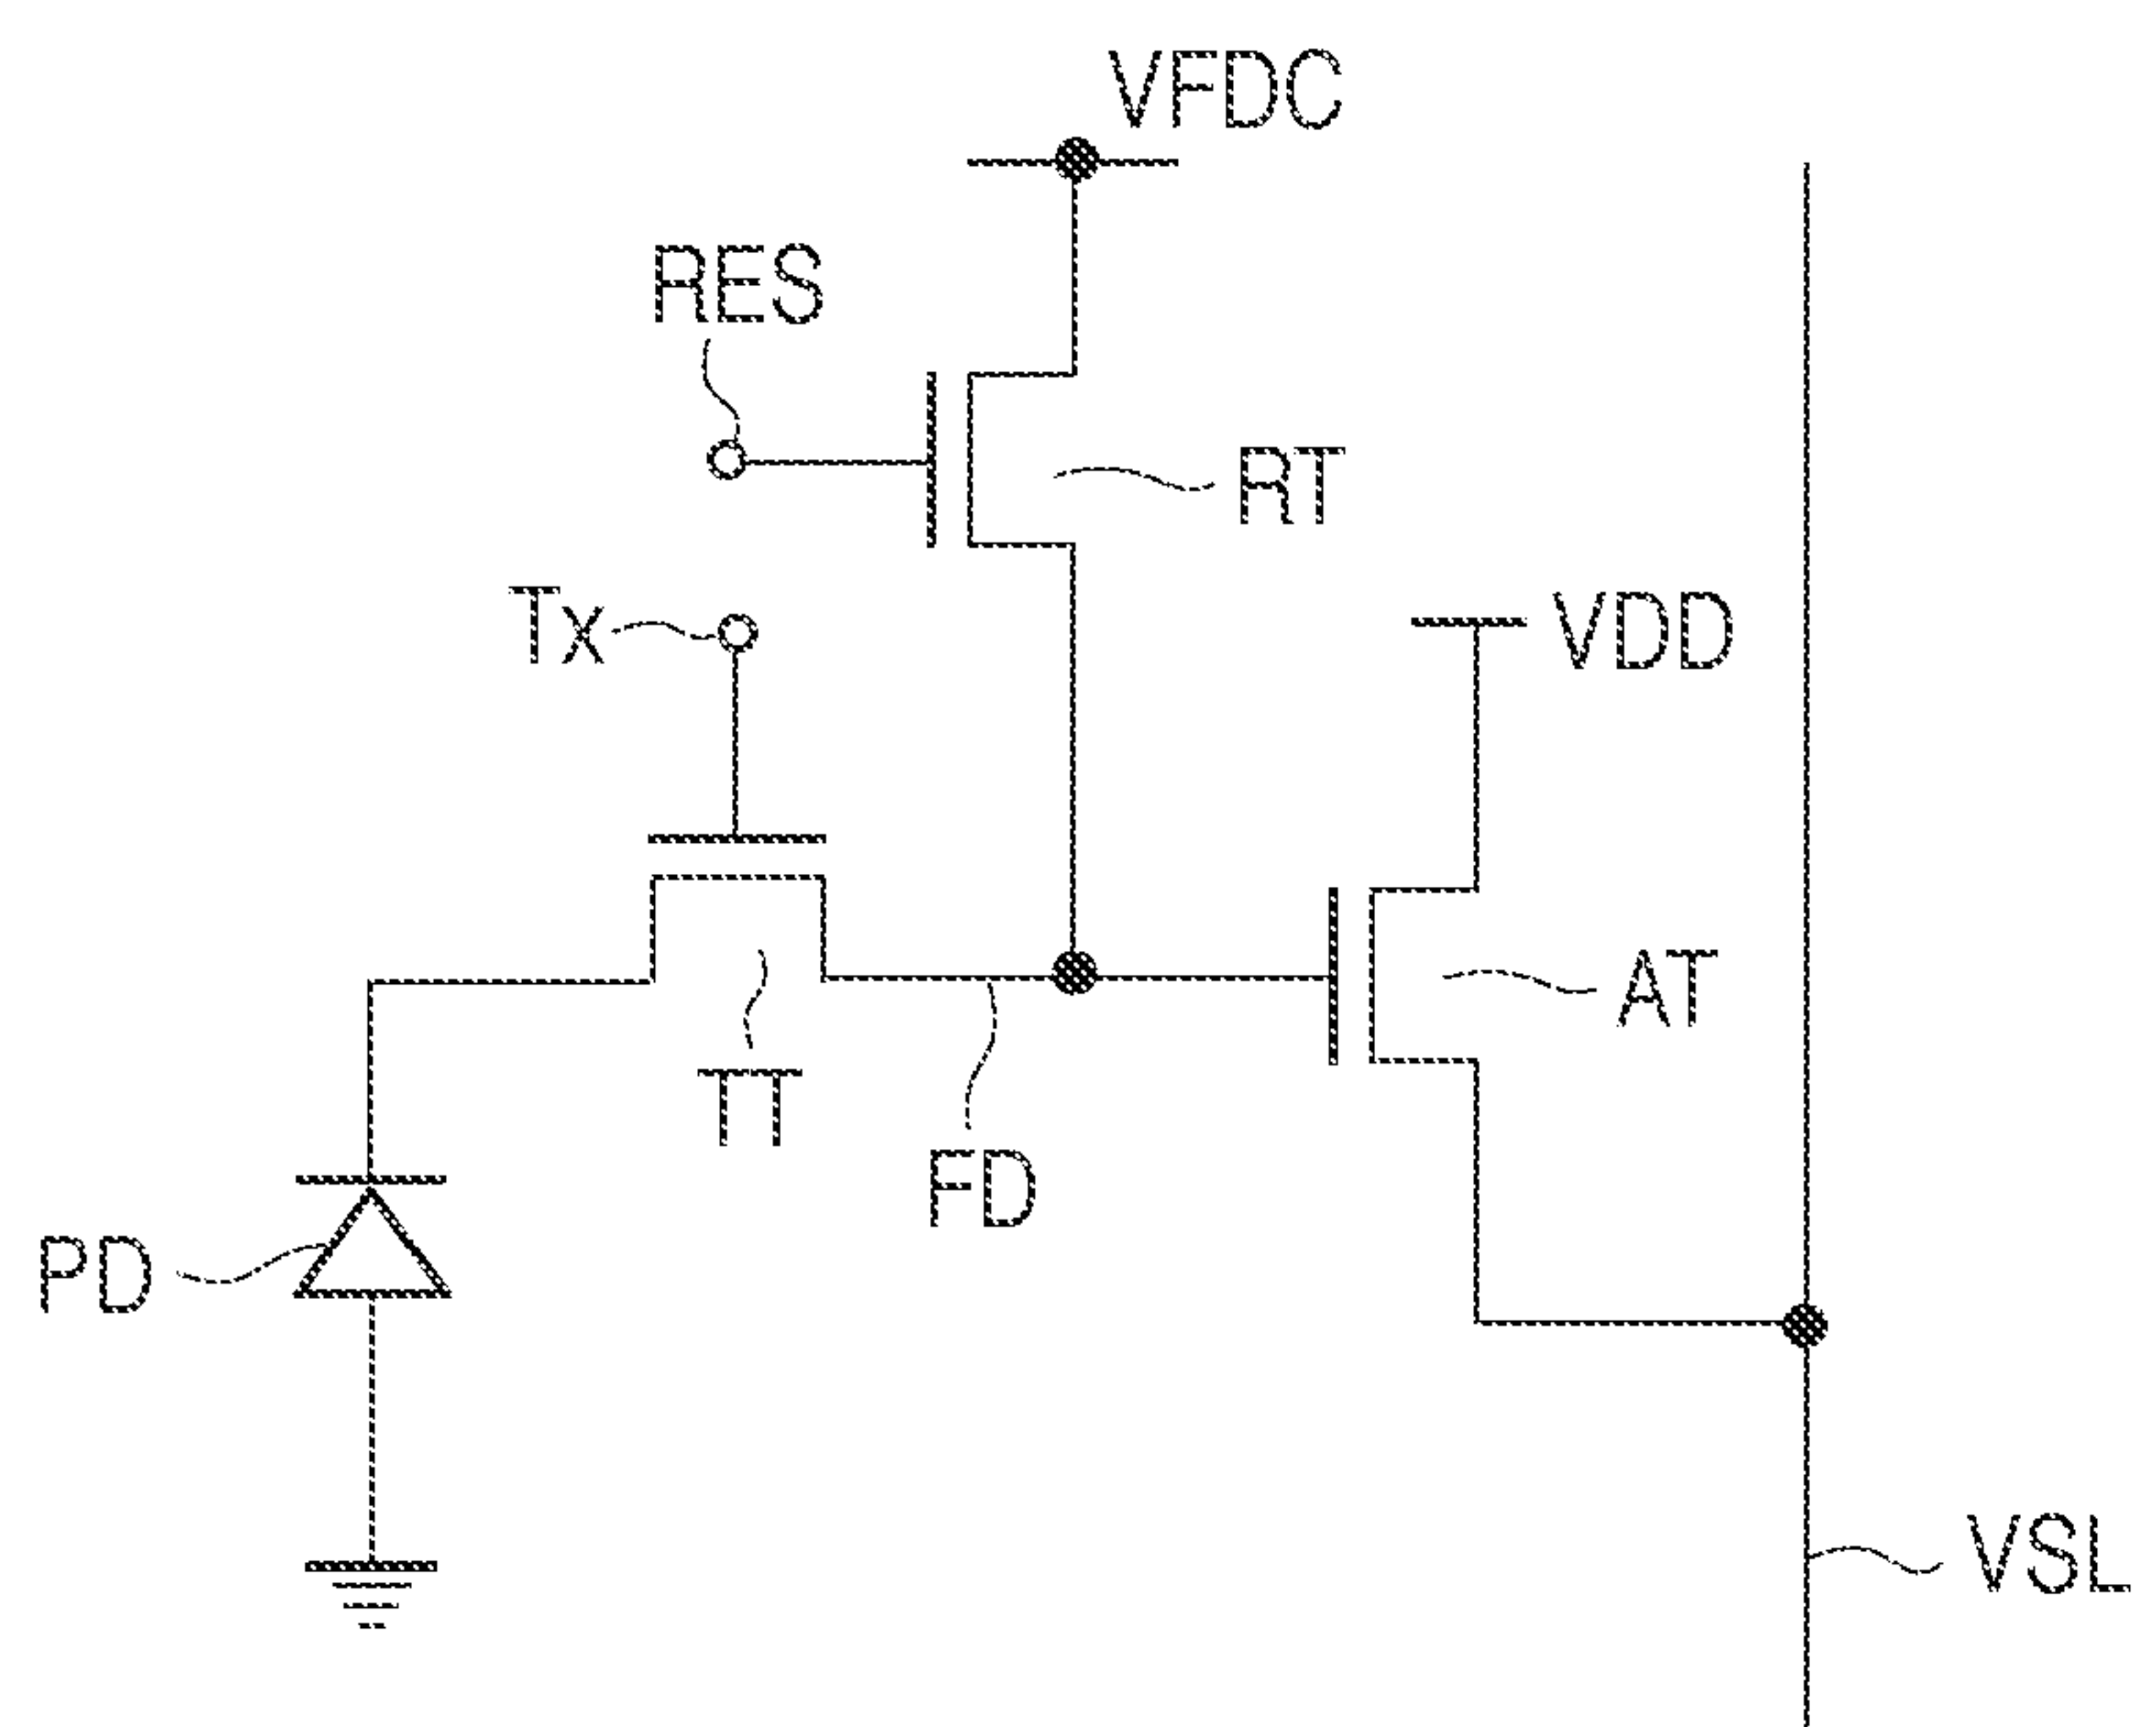 VFDC
RES
RT
Tx
VDD
AT
TT
FD
PD
VSL